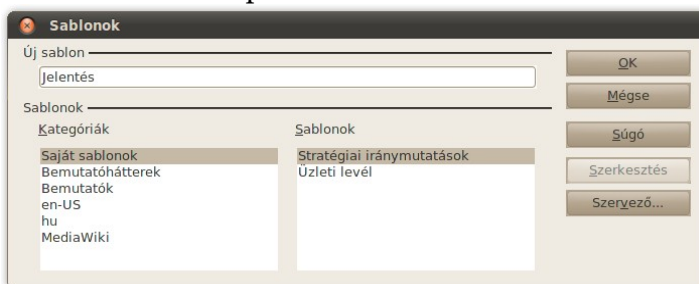 Sablonok
Új sablon
Jelentés
OK
Mégse
Sablonok
Kategóriák
Sablonok
Súgó
Saját sablonok
Bemutatóhátterek
Bemutatók
en-US
hu
MediaWiki
Stratégiai iránymutatások
Üzleti levél
Szerkesztés
Szervező...